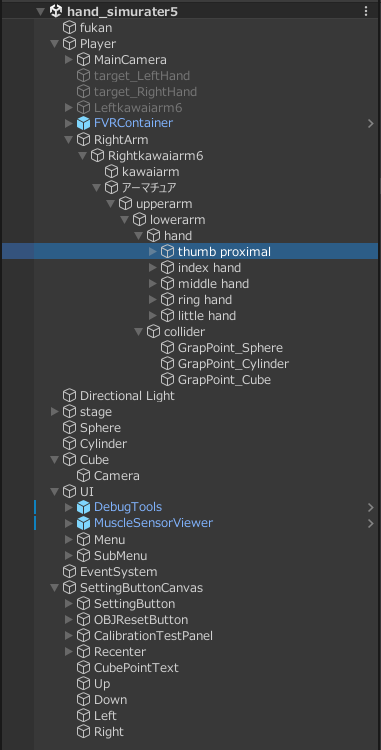 hand_simurater5
fukan
Player
MainCamera
target_LeftHand
target_RightHand
Leftkawaiarm6
FVRContainer
RightArm
Rightkawaiarm6
kawaiarm
アーマチュア
upperarm
lowerarm
hand
thumb proximal
index hand
middle hand
ring hand
little hand
collider
GrapPoint_Sphere
GrapPoint_Cylinder
GrapPoint_Cube
Directional Light
stage
Sphere
Cylinder
Cube
Camera
UI
DebugTools
MuscleSensorViewer
Menu
SubMenu
EventSystem
SettingButtonCanvas
SettingButton
OBJResetButton
CalibrationTestPanel
Recenter
CubePointText
Up
Down
Left
Right